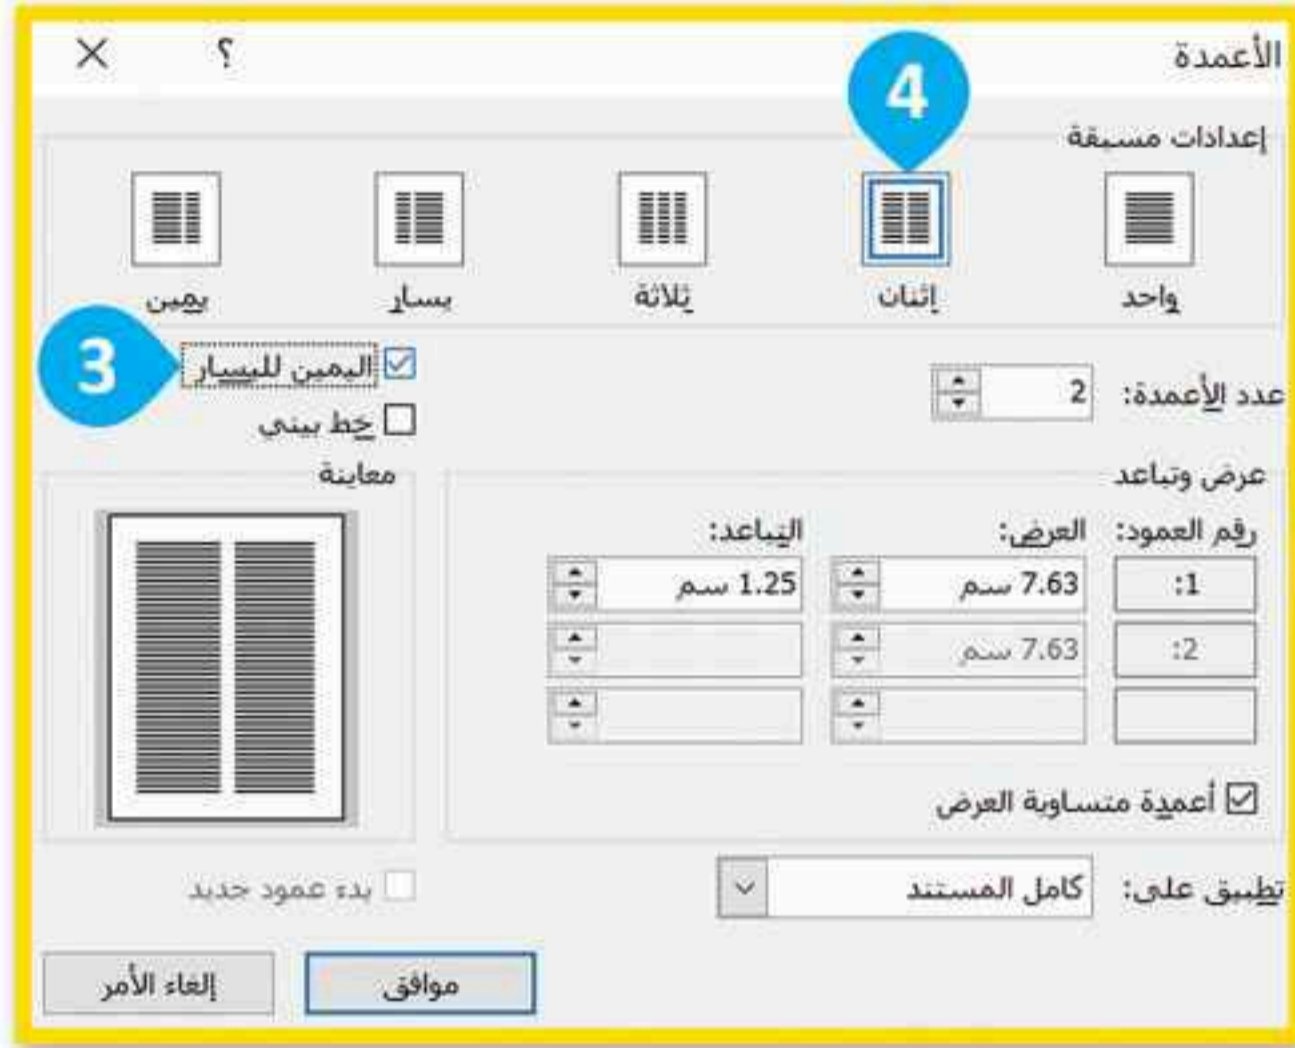 الأعمدة ؟
4
إعدادات مسبقة
واحد إثنان ثلاثة يسار يمين
عدد الأعمدة: 2
اليمين لليسار
3
خط بيني
عرض وتباعد
رقم العمود: العرض: التباعد:
1: 7.63 سم 1.25 سم
2: 7.63 سم
أعمدة متساوية العرض
معاينة
تطبيق على: كامل المستند
بدء عمود جديد
موافق إلغاء الأمر